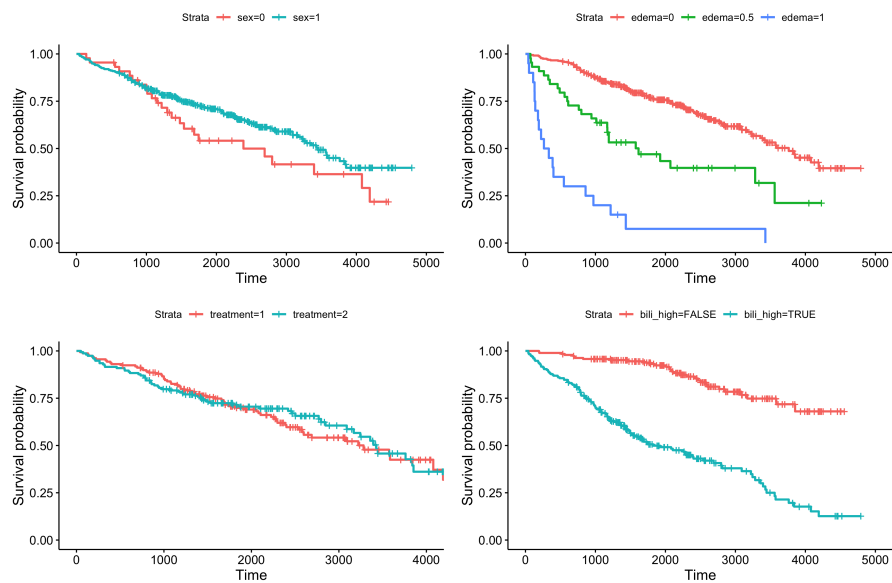 Strata sex=0 sex=1
1.00
0.75
0.50
0.25
0.00
Survival probability
0 1000 2000 3000 4000 5000
Time
Strata edema=0 edema=0.5 edema=1
1.00
0.75
0.50
0.25
0.00
Survival probability
0 1000 2000 3000 4000 5000
Time
Strata treatment=1 treatment=2
1.00
0.75
0.50
0.25
0.00
Survival probability
0 1000 2000 3000 4000
Time
Strata bili_high=FALSE bili_high=TRUE
1.00
0.75
0.50
0.25
0.00
Survival probability
0 1000 2000 3000 4000 5000
Time